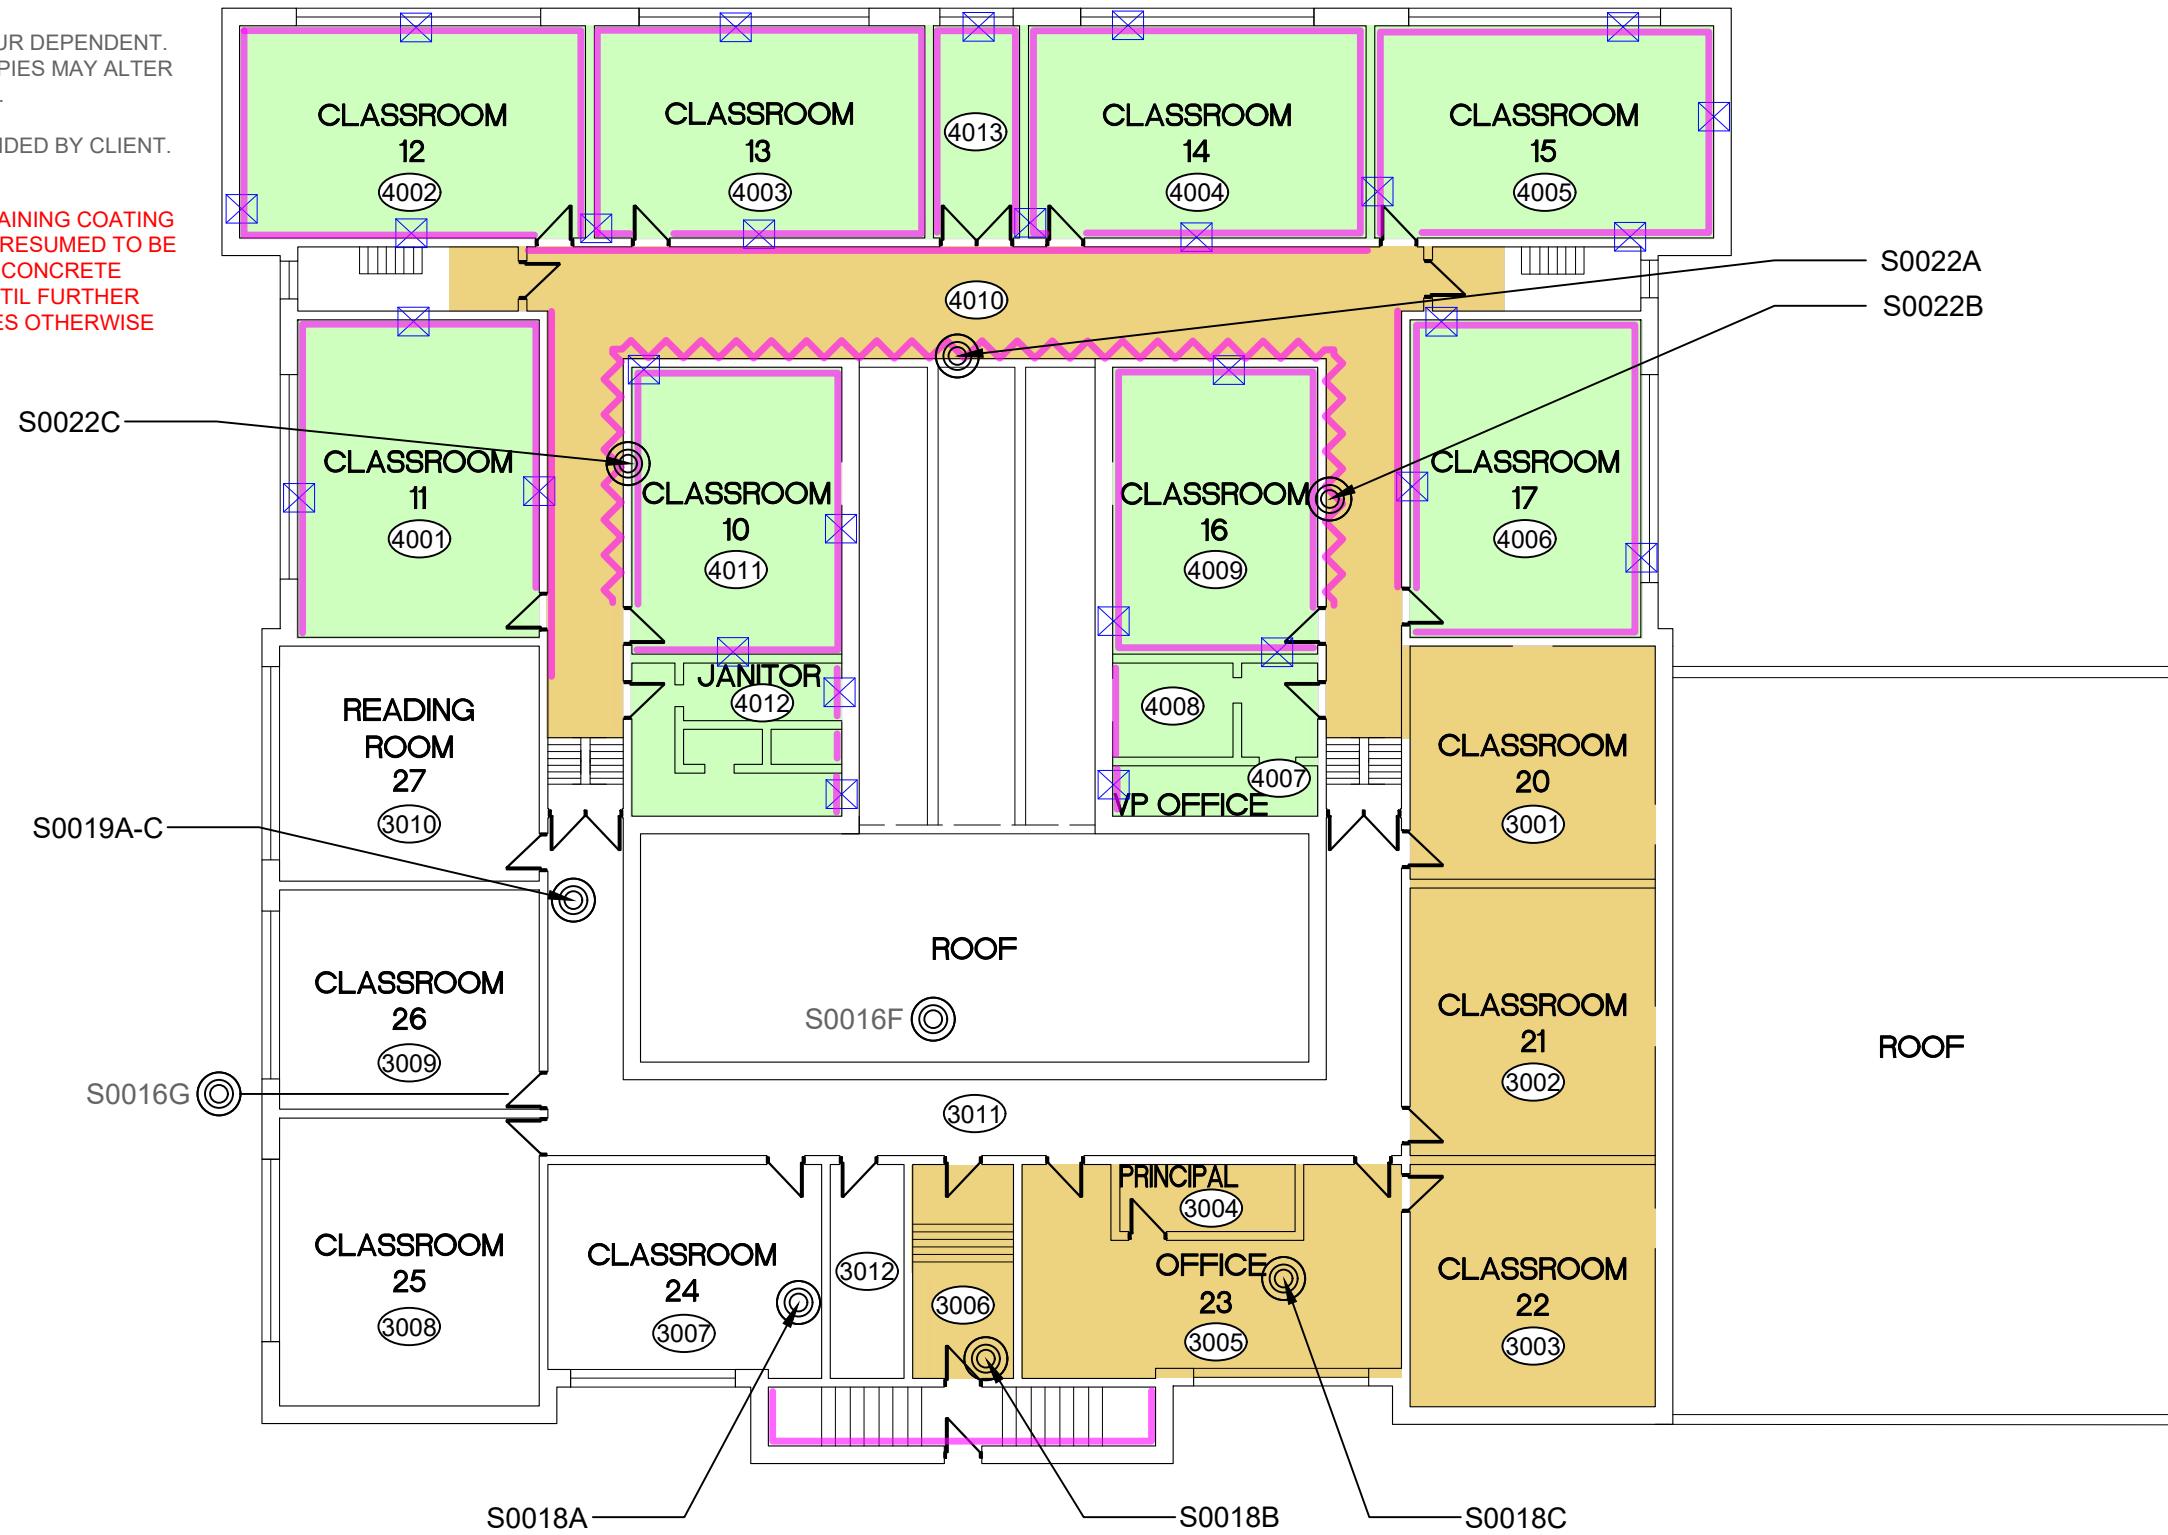 UR DEPENDENT.
PIES MAY ALTER
.
IDED BY CLIENT.
AINING COATING
RESUMED TO BE
CONCRETE
TIL FURTHER
ES OTHERWISE
CLASSROOM
12
4002
CLASSROOM
13
4003
4013
CLASSROOM
14
4004
CLASSROOM
15
4005
S0022A
4010
S0022B
S0022C
CLASSROOM
11
4001
CLASSROOM
10
4011
CLASSROOM
16
4009
CLASSROOM
17
4006
JANITOR
4012
4008
4007
VP OFFICE
READING
ROOM
27
3010
CLASSROOM
20
3001
S0019A-C
ROOF
S0016F
CLASSROOM
26
3009
CLASSROOM
21
3002
ROOF
S0016G
3011
PRINCIPAL
3004
CLASSROOM
25
3008
CLASSROOM
24
3007
3012
3006
OFFICE
23
3005
CLASSROOM
22
3003
S0018A
S0018B
S0018C